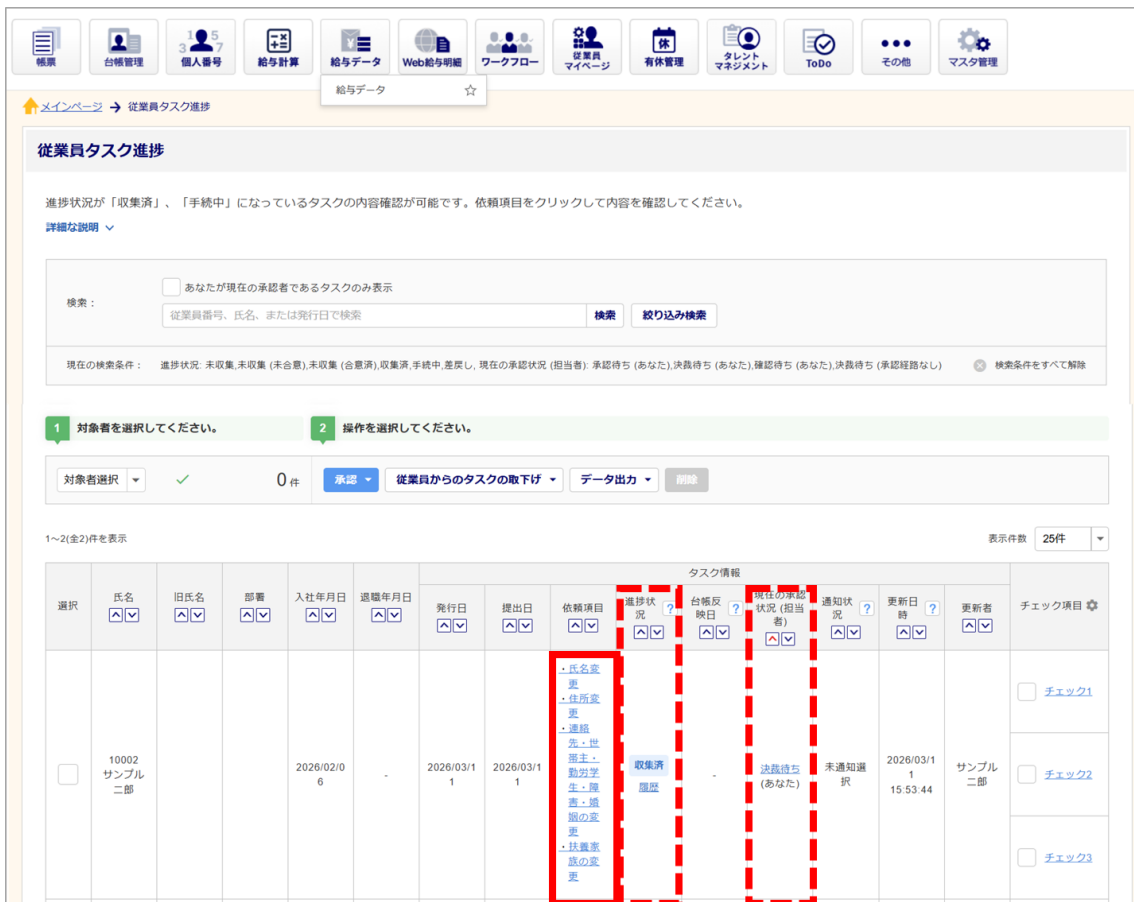 帳票
台帳管理
個人番号
給与計算
給与データ
Web給与明細
ワークフロー
従業員
マイページ
有休管理
タレント
マネジメント
ToDo
その他
マスタ管理
給与データ
メインページ → 従業員タスク進捗
従業員タスク進捗
進捗状況が「収集済」、「手続中」になっているタスクの内容確認が可能です。依頼項目をクリックして内容を確認してください。
詳細な説明
あなたが現在の承認者であるタスクのみ表示
検索：
従業員番号、氏名、または発行日で検索
検索
絞り込み検索
現在の検索条件： 進捗状況: 未収集,未収集 (未合意),未収集 (合意済),収集済,手続中,差戻し, 現在の承認状況 (担当者): 承認待ち (あなた),決裁待ち (あなた),確認待ち (あなた),決裁待ち (承認経路なし)
検索条件をすべて解除
1 対象者を選択してください。
2 操作を選択してください。
対象者選択
0 件
承認
従業員からのタスクの取下げ
データ出力
削除
1～2(全2)件を表示
表示件数 25件
タスク情報
選択
氏名
旧氏名
部署
入社年月日
退職年月日
発行日
提出日
依頼項目
進捗状
況
?
台帳反
映日
?
現在の承認
状況 (担当
者)
通知状
況
?
更新日
時
?
更新者
チェック項目
10002
サンプル
二郎
2026/02/0
6
-
2026/03/1
1
2026/03/1
1
・氏名変
更
・住所変
更
・連絡
先・世
帯主・
勤労学
生・障
害・婚
姻の変
更
・扶養家
族の変
更
収集済
履歴
-
決裁待ち
(あなた)
未通知選
択
2026/03/1
1
15:53:44
サンプル
二郎
チェック1
チェック2
チェック3